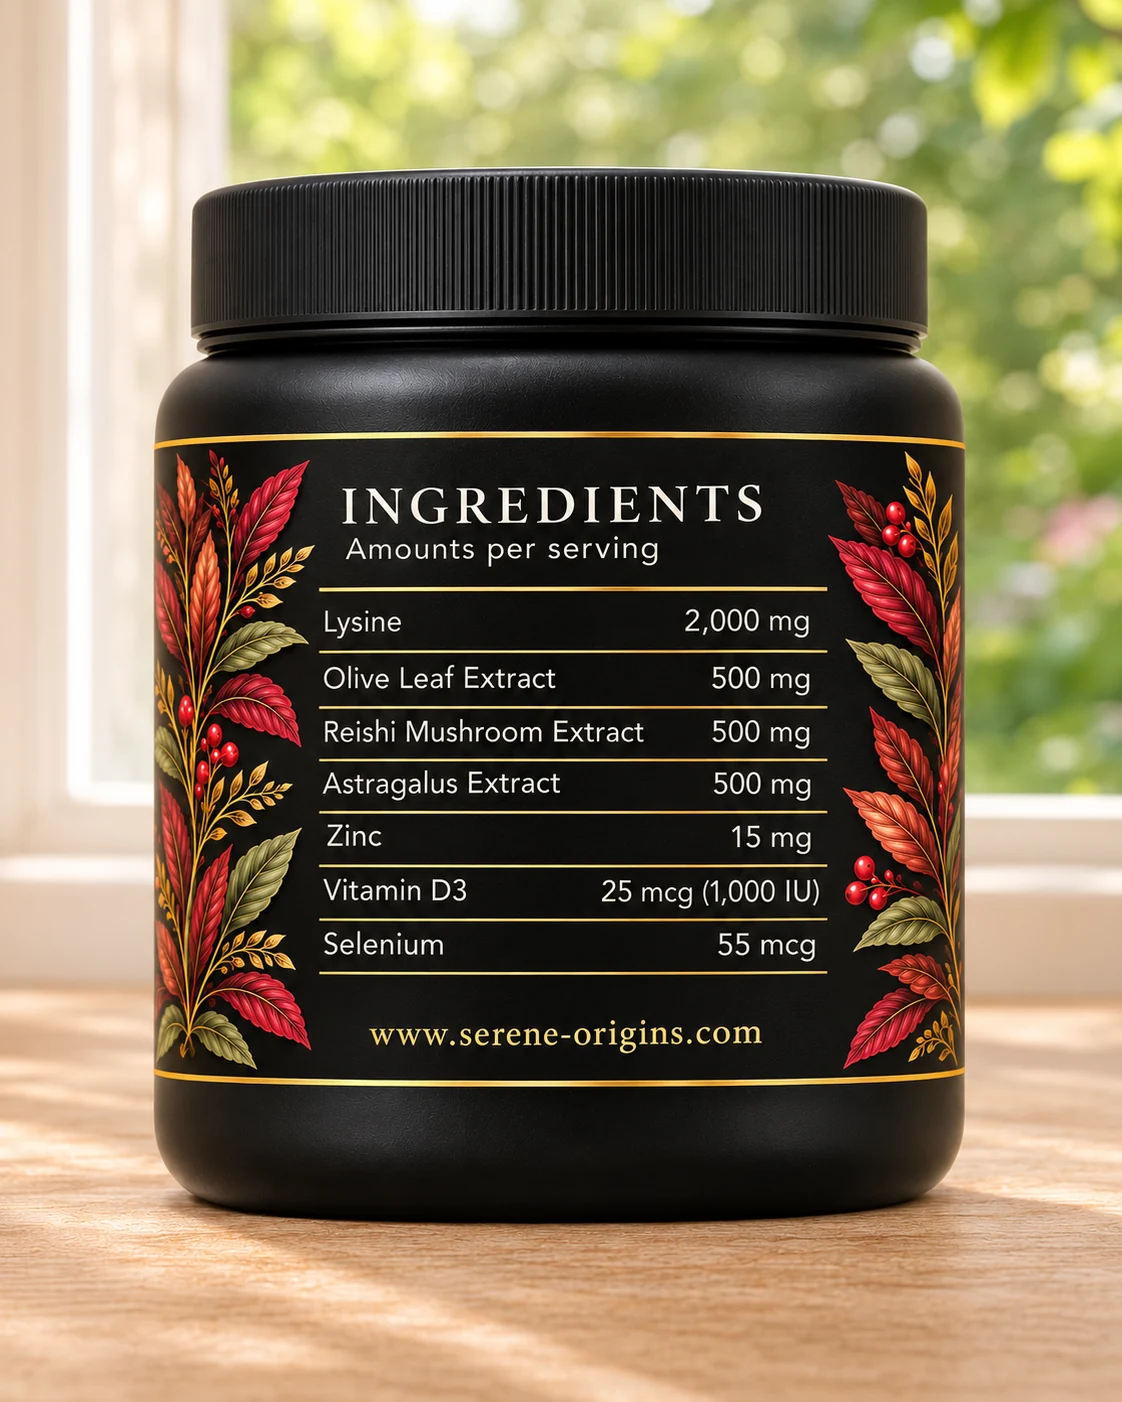 INGREDIENTS
Amounts per serving
Lysine 2,000 mg
Olive Leaf Extract 500 mg
Reishi Mushroom Extract 500 mg
Astragalus Extract 500 mg
Zinc 15 mg
Vitamin D3 25 mcg (1,000 IU)
Selenium 55 mcg
www.serene-origins.com